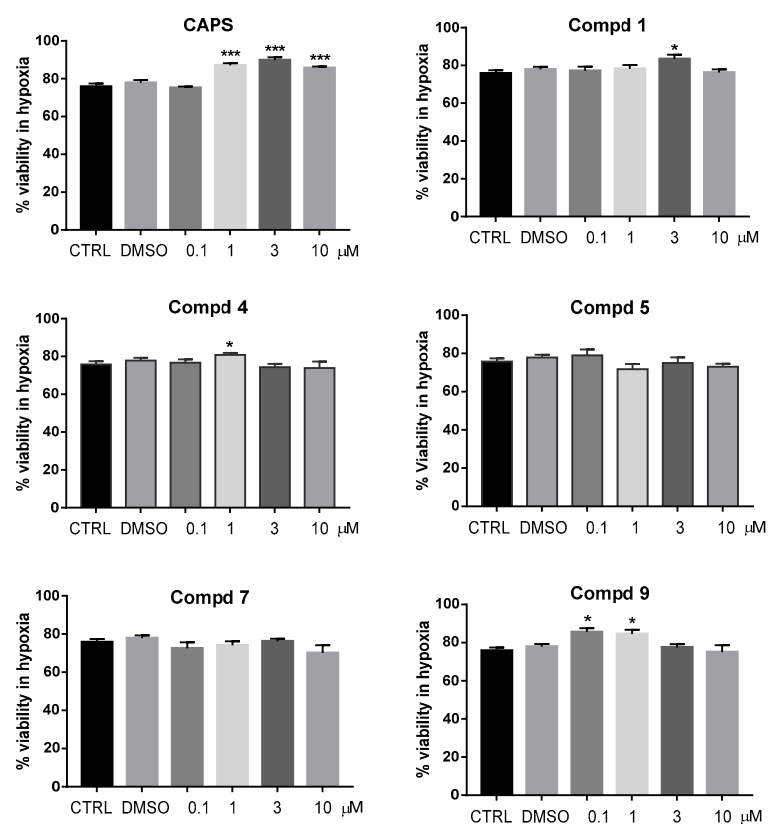 CAPS
% viability in hypoxia
100
80
60
40
20
0
*** *** ***
CTRL DMSO 0.1 1 3 10 μM
Compd 1
% viability in hypoxia
100
80
60
40
20
0
*
CTRL DMSO 0.1 1 3 10 μM
Compd 4
% viability in hypoxia
100
80
60
40
20
0
*
CTRL DMSO 0.1 1 3 10 μM
Compd 5
% Viability in hypoxia
100
80
60
40
20
0
CTRL DMSO 0.1 1 3 10 μM
Compd 7
% viability in hypoxia
100
80
60
40
20
0
CTRL DMSO 0.1 1 3 10 μM
Compd 9
% viability in hypoxia
100
80
60
40
20
0
* *
CTRL DMSO 0.1 1 3 10 μM